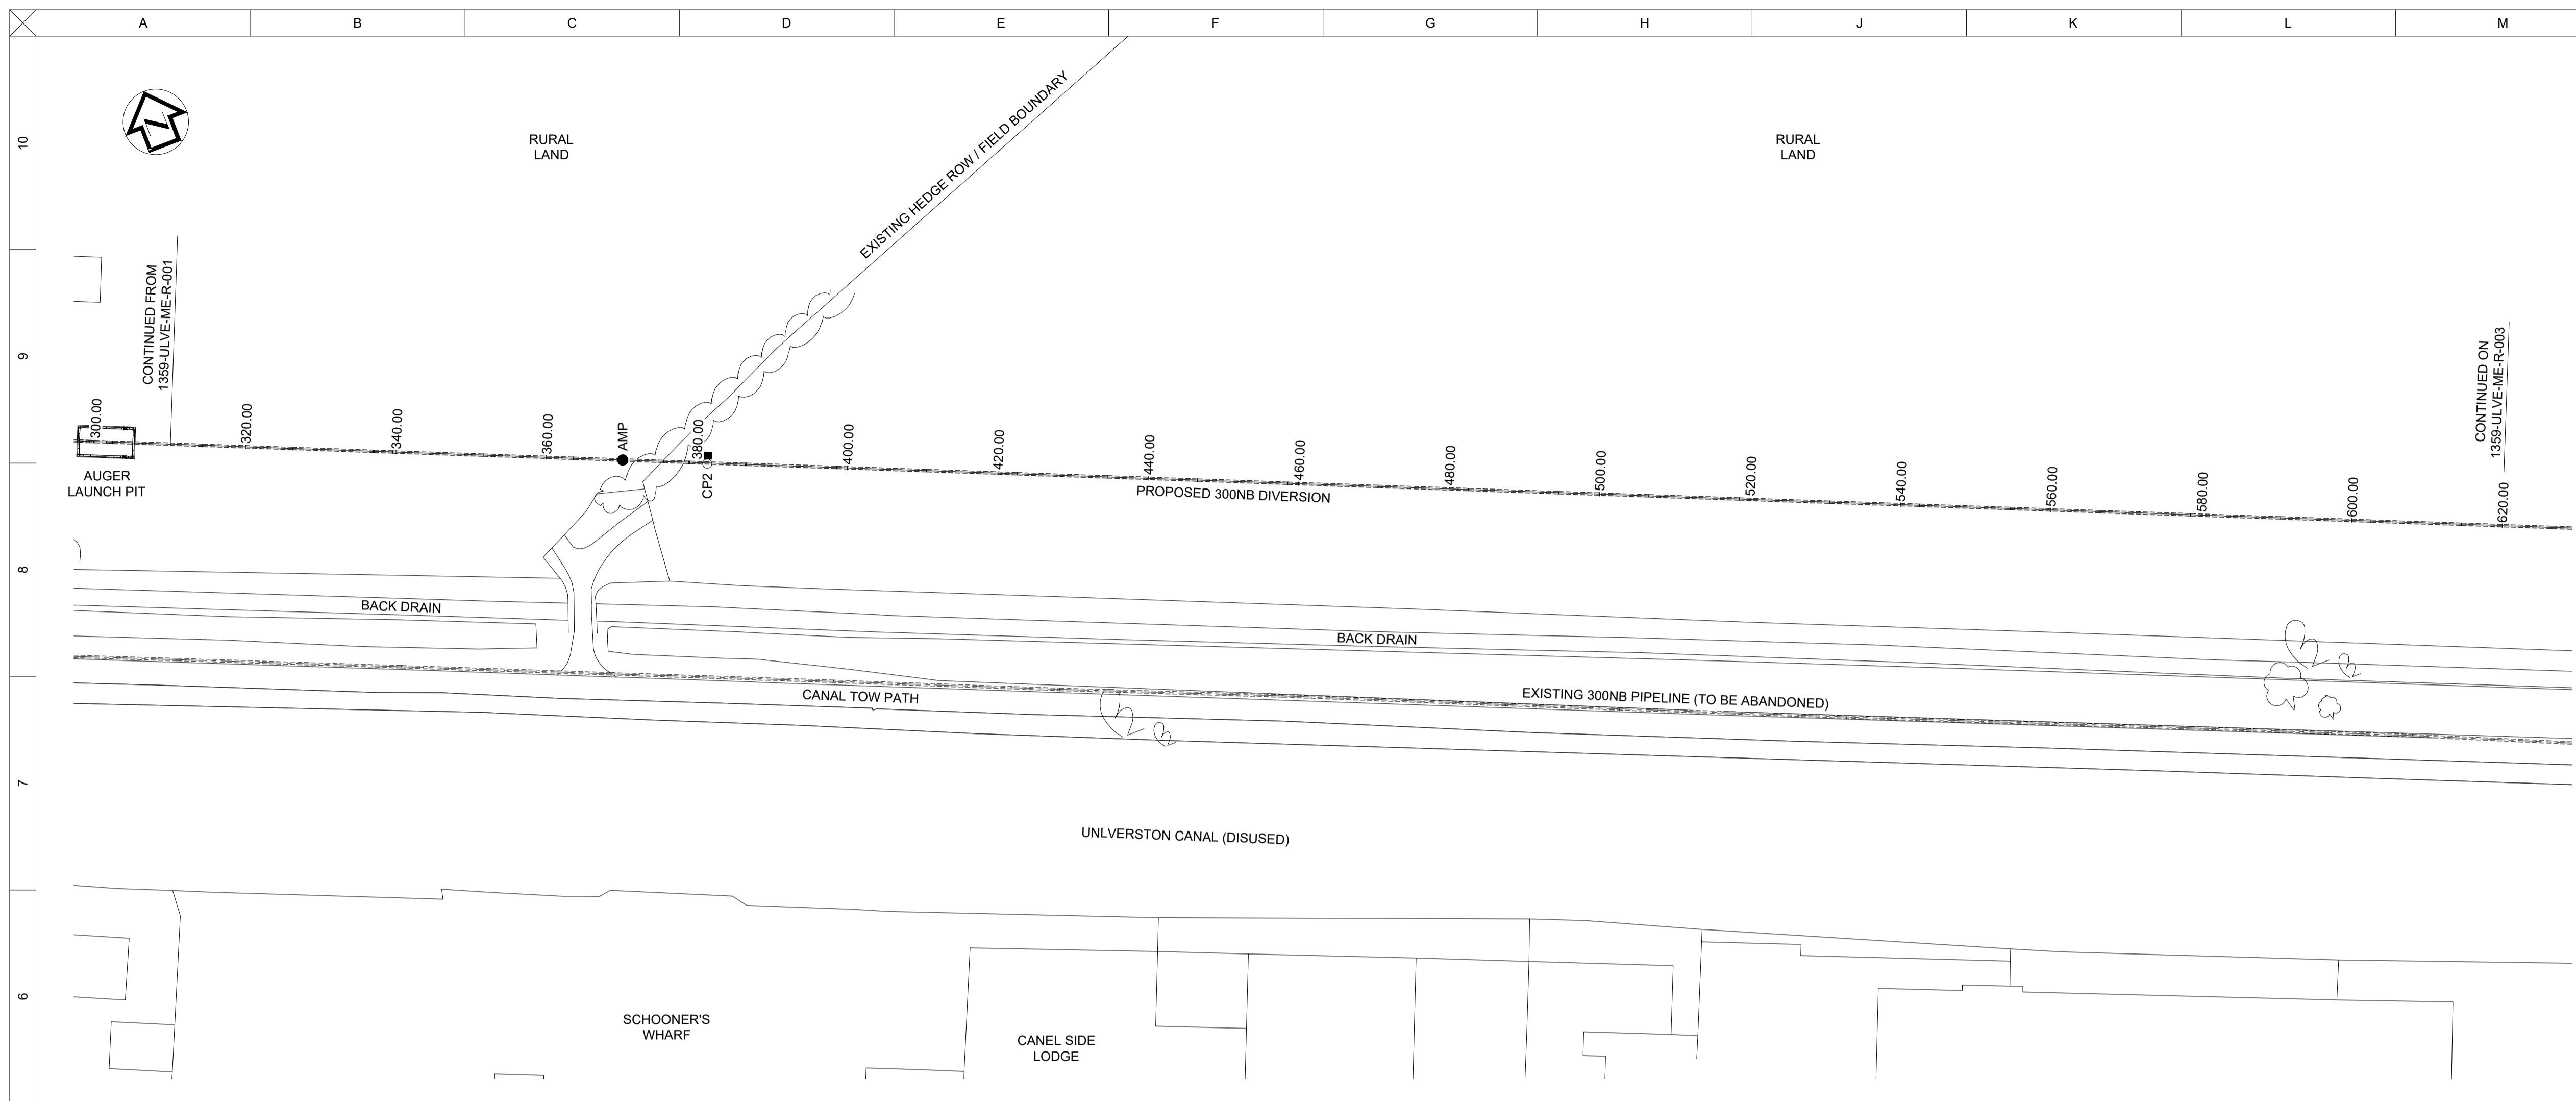 A B C D E F G H J K L M
10
9
8
7
6
N
RURAL
LAND
RURAL
LAND
EXISTING HEDGE ROW / FIELD BOUNDARY
CONTINUED FROM
1359-ULVE-ME-R-001
CONTINUED ON
1359-ULVE-ME-R-003
300.00
320.00
340.00
360.00
AMP
380.00
CP2
400.00
420.00
440.00
460.00
480.00
500.00
520.00
540.00
560.00
580.00
600.00
620.00
AUGER
LAUNCH PIT
PROPOSED 300NB DIVERSION
BACK DRAIN
BACK DRAIN
CANAL TOW PATH
EXISTING 300NB PIPELINE (TO BE ABANDONED)
UNLVERSTON CANAL (DISUSED)
SCHOONER'S
WHARF
CANEL SIDE
LODGE